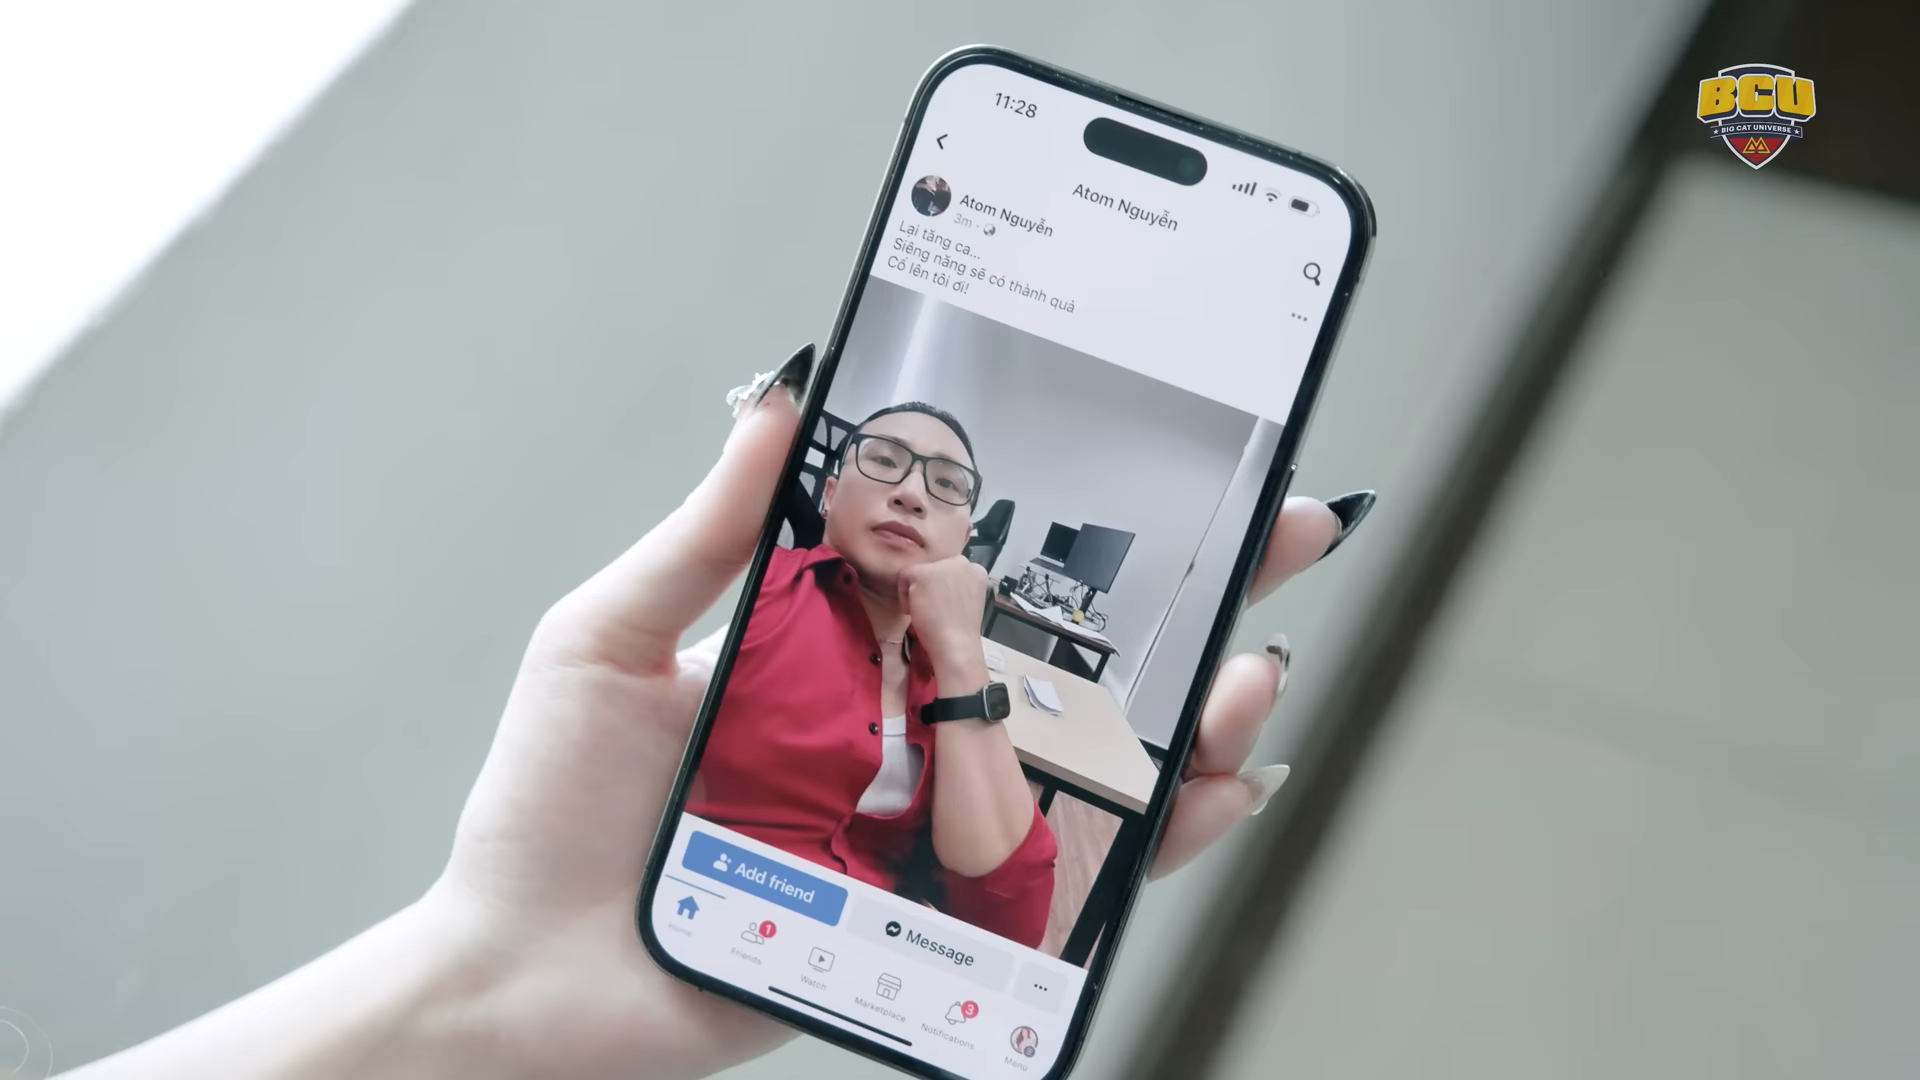 BCU
★ BIG CAT UNIVERSE ★
11:28
Atom Nguyễn
Atom Nguyễn
3m ·
Lại tăng ca...
Siêng năng sẽ có thành quả
Cố lên tôi ơi!
Add friend
Message
Home
1
Friends
Watch
Marketplace
3
Notifications
Menu